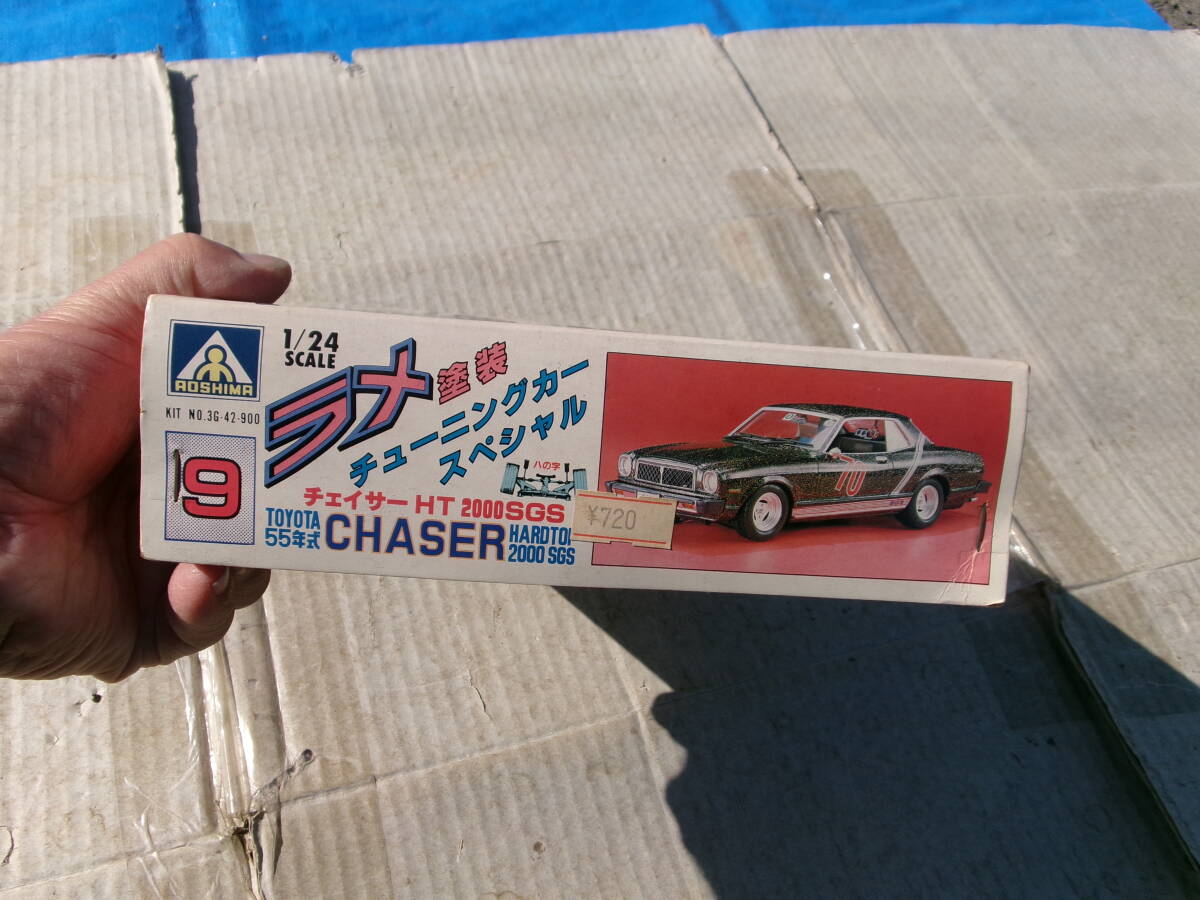 AOSHIMA
KIT NO.3G-42-900
9
1/24
SCALE
ラメ塗装
チューニングカー
スペシャル
ハの字
チェイサー HT 2000SGS
TOYOTA
55年式
CHASER
HARDTO
2000 SGS
¥720
70